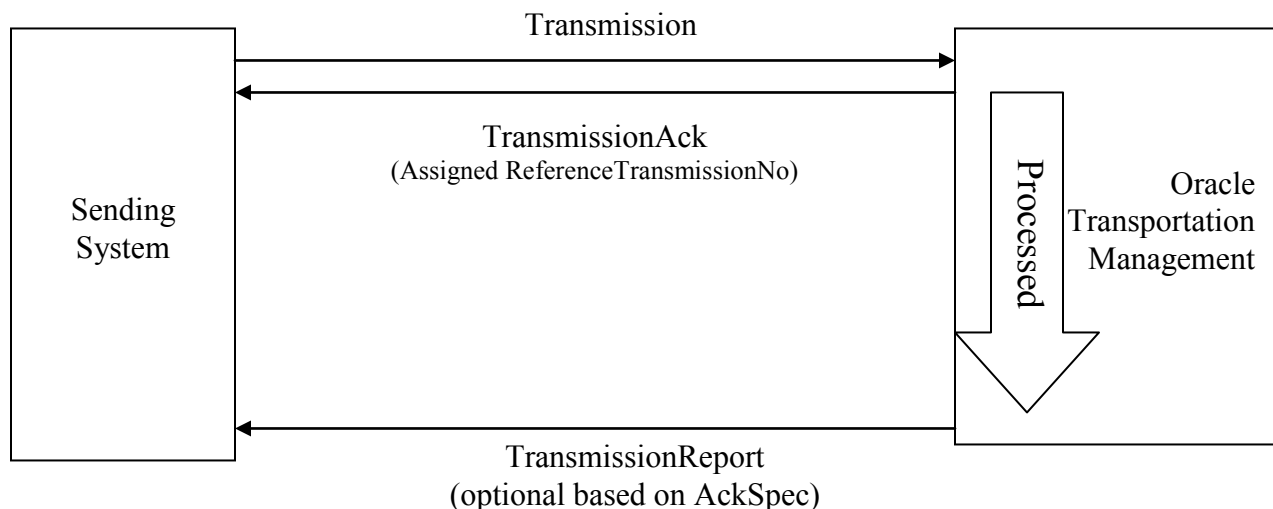 Transmission
TransmissionAck
(Assigned ReferenceTransmissionNo)
Sending
System
Processed
Oracle
Transportation
Management
TransmissionReport
(optional based on AckSpec)